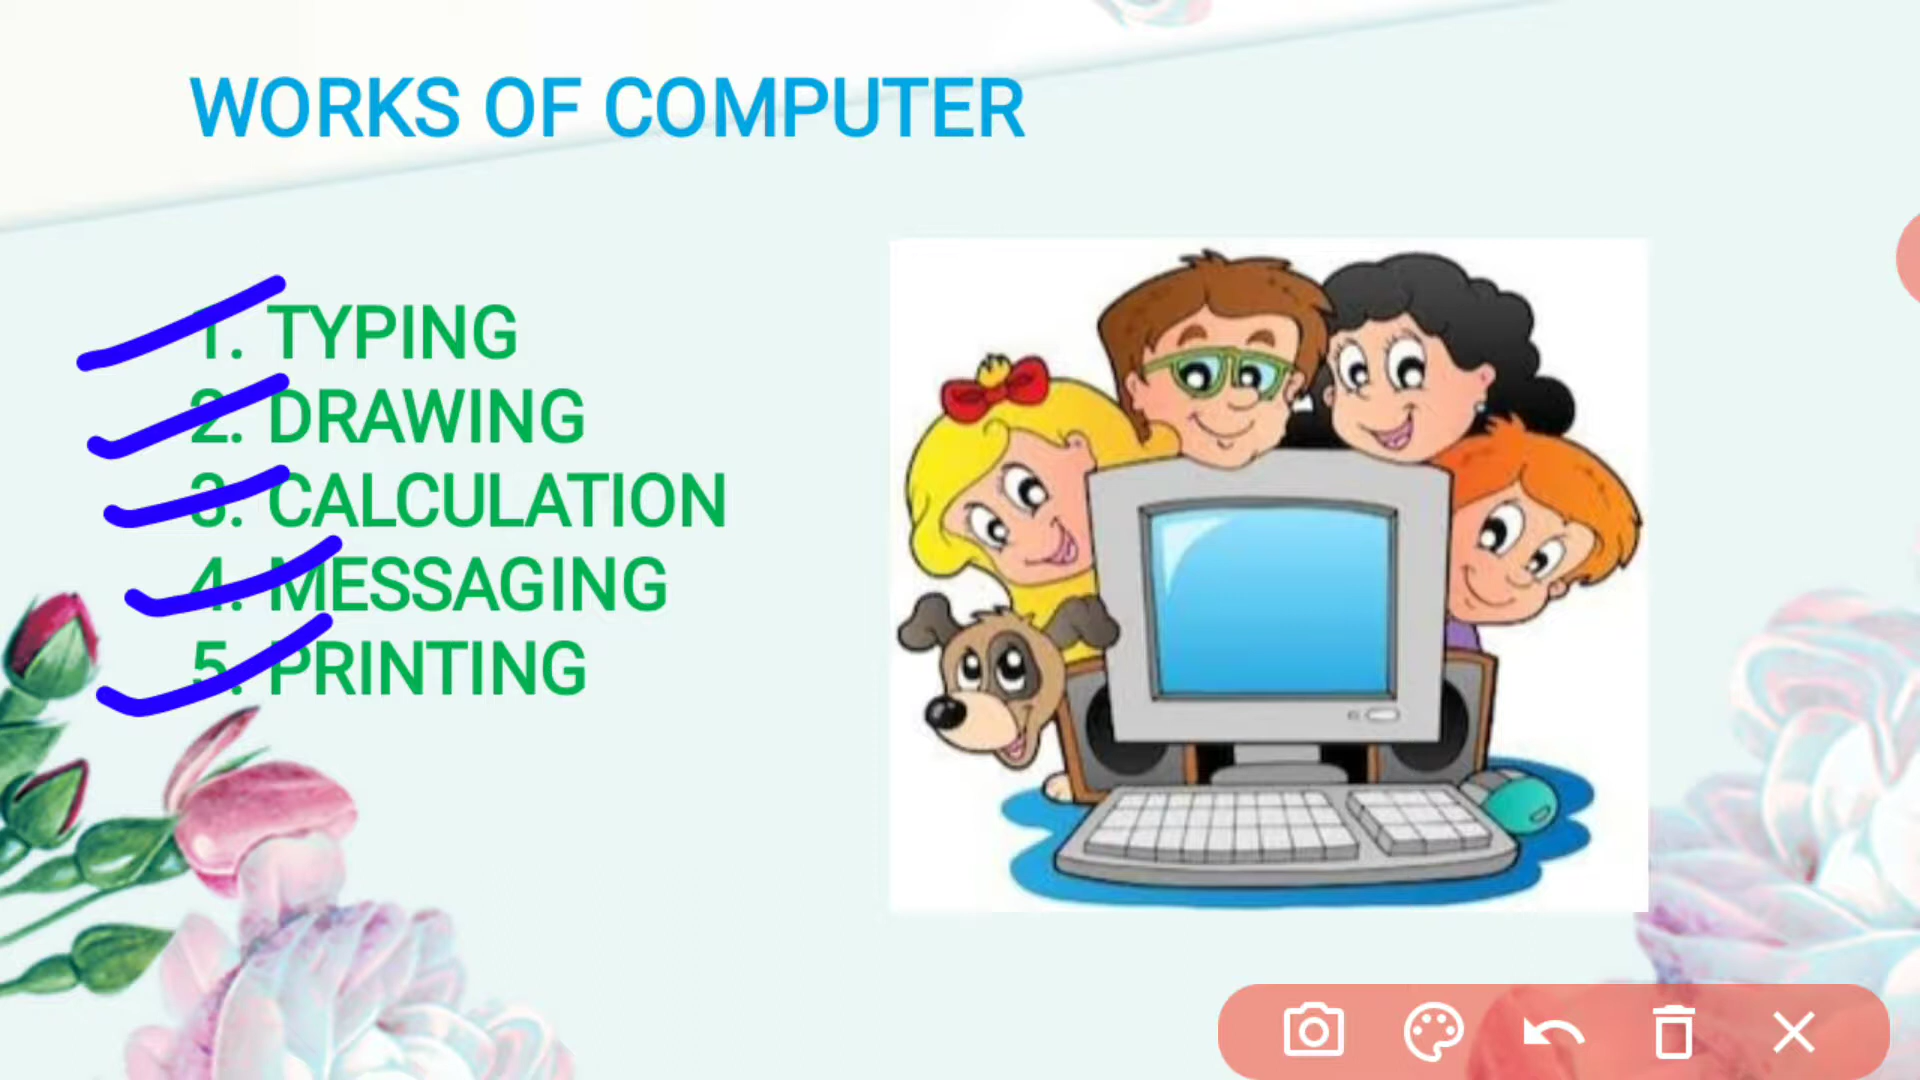 WORKS OF COMPUTER
1. TYPING
2. DRAWING
3. CALCULATION
4. MESSAGING
5. PRINTING